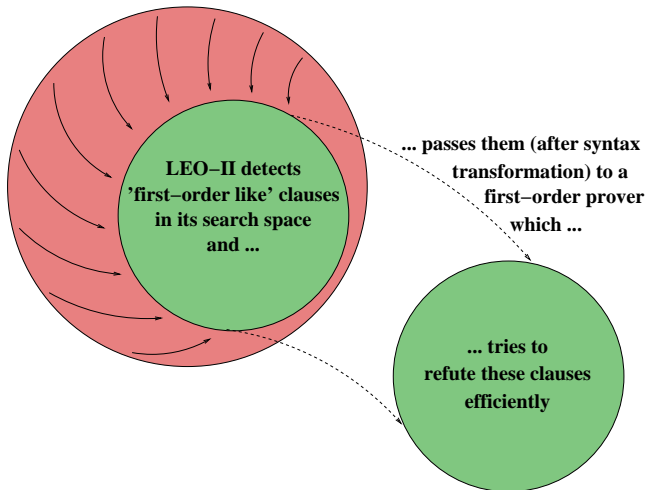 LEO−II detects
’first−order like’ clauses
in its search space
and ...
... passes them (after syntax
transformation) to a
first−order prover
which ...
... tries to
refute these clauses
efficiently